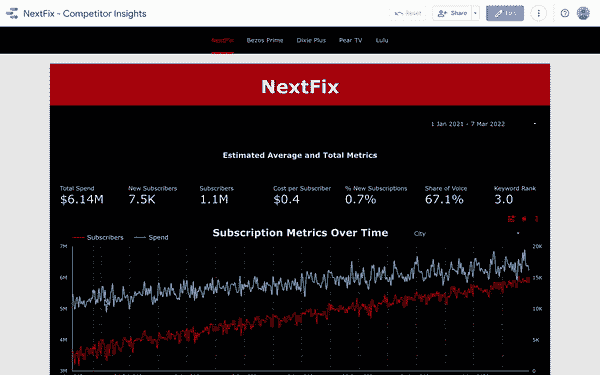 NextFix - Competitor Insights
Reset Share
NextFix Bezos Prime Dixie Plus Pear TV Lulu
NextFix
1 Jan 2021 - 7 Mar 2022
Estimated Average and Total Metrics
Total Spend New Subscribers Subscribers Cost per Subscriber % New Subscriptions Share of Voice Keyword Rank
$6.14M 7.5K 1.1M $0.4 0.7% 67.1% 3.0
Subscribers Spend Subscription Metrics Over Time City
7M 20K
6M 15K
5M 10K
4M 5K
3M 0